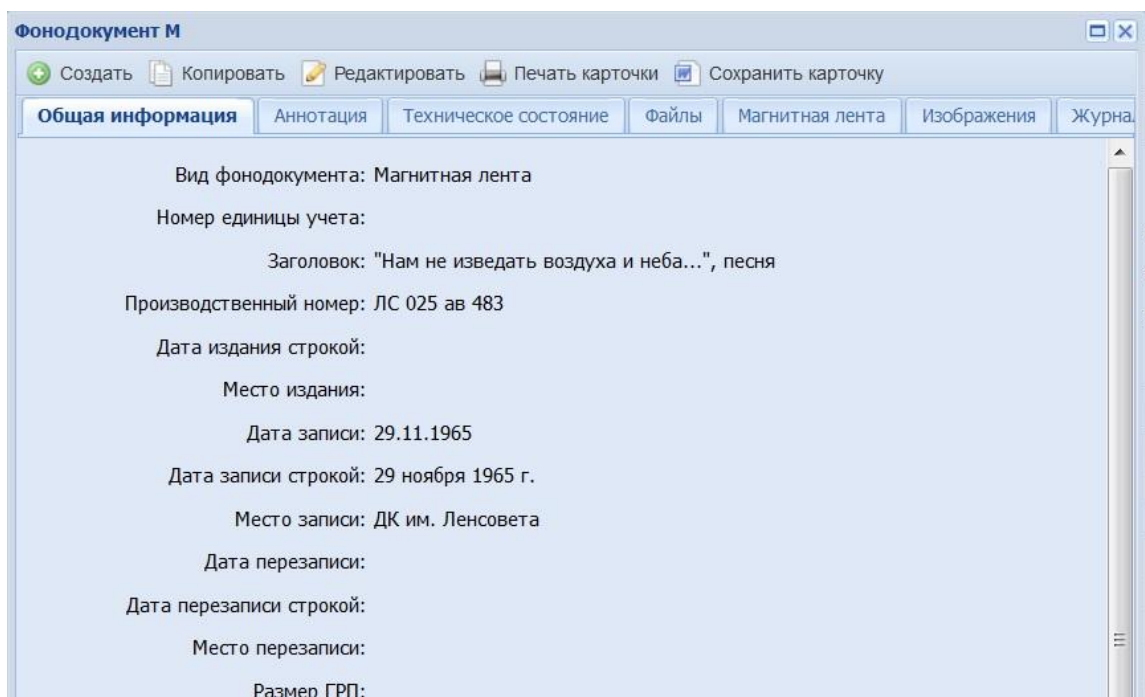 Фонодокумент М
Создать Копировать Редактировать Печать карточки Сохранить карточку
Общая информация Аннотация Техническое состояние Файлы Магнитная лента Изображения Журна
Вид фонодокумента: Магнитная лента
Номер единицы учета:
Заголовок: "Нам не изведать воздуха и неба...", песня
Производственный номер: ЛС 025 ав 483
Дата издания строкой:
Место издания:
Дата записи: 29.11.1965
Дата записи строкой: 29 ноября 1965 г.
Место записи: ДК им. Ленсовета
Дата перезаписи:
Дата перезаписи строкой:
Место перезаписи:
Размер ГРП: